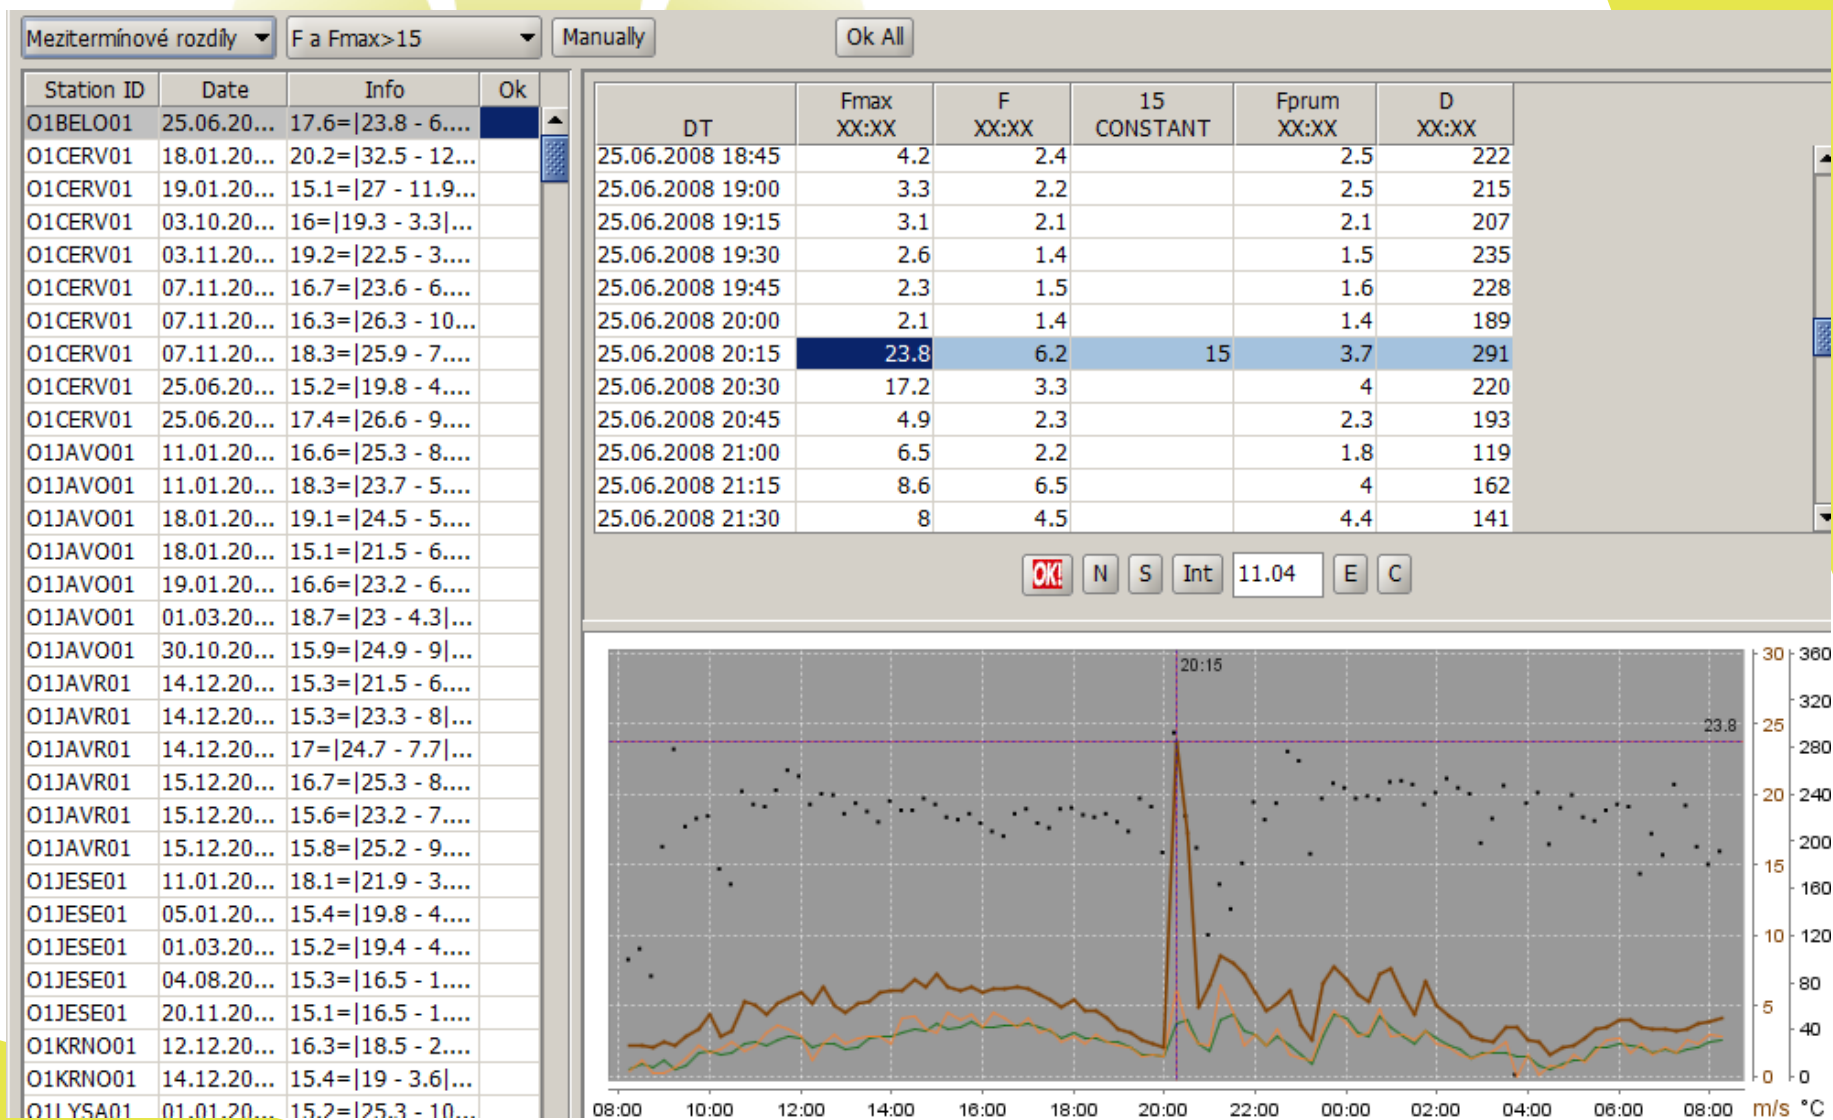 Mezitermínové rozdíly F a Fmax>15 Manually Ok All
Station ID Date Info Ok
O1BELO01 25.06.20... 17.6=|23.8 - 6....
O1CERV01 18.01.20... 20.2=|32.5 - 12...
O1CERV01 19.01.20... 15.1=|27 - 11.9...
O1CERV01 03.10.20... 16=|19.3 - 3.3|...
O1CERV01 03.11.20... 19.2=|22.5 - 3....
O1CERV01 07.11.20... 16.7=|23.6 - 6....
O1CERV01 07.11.20... 16.3=|26.3 - 10...
O1CERV01 07.11.20... 18.3=|25.9 - 7....
O1CERV01 25.06.20... 15.2=|19.8 - 4....
O1CERV01 25.06.20... 17.4=|26.6 - 9....
O1JAVO01 11.01.20... 16.6=|25.3 - 8....
O1JAVO01 11.01.20... 18.3=|23.7 - 5....
O1JAVO01 18.01.20... 19.1=|24.5 - 5....
O1JAVO01 18.01.20... 15.1=|21.5 - 6....
O1JAVO01 19.01.20... 16.6=|23.2 - 6....
O1JAVO01 01.03.20... 18.7=|23 - 4.3|...
O1JAVO01 30.10.20... 15.9=|24.9 - 9|...
O1JAVR01 14.12.20... 15.3=|21.5 - 6....
O1JAVR01 14.12.20... 15.3=|23.3 - 8|...
O1JAVR01 14.12.20... 17=|24.7 - 7.7|...
O1JAVR01 15.12.20... 16.7=|25.3 - 8....
O1JAVR01 15.12.20... 15.6=|23.2 - 7....
O1JAVR01 15.12.20... 15.8=|25.2 - 9....
O1JESE01 11.01.20... 18.1=|21.9 - 3....
O1JESE01 05.01.20... 15.4=|19.8 - 4....
O1JESE01 01.03.20... 15.2=|19.4 - 4....
O1JESE01 04.08.20... 15.3=|16.5 - 1....
O1JESE01 20.11.20... 15.1=|16.5 - 1....
O1KRNO01 12.12.20... 16.3=|18.5 - 2....
O1KRNO01 14.12.20... 15.4=|19 - 3.6|...
O1LYSA01 01.01.20... 15.2=|25.3 - 10...
Fmax F 15 Fprum D
DT XX:XX XX:XX CONSTANT XX:XX XX:XX
25.06.2008 18:45 4.2 2.4 2.5 222
25.06.2008 19:00 3.3 2.2 2.5 215
25.06.2008 19:15 3.1 2.1 2.1 207
25.06.2008 19:30 2.6 1.4 1.5 235
25.06.2008 19:45 2.3 1.5 1.6 228
25.06.2008 20:00 2.1 1.4 1.4 189
25.06.2008 20:15 23.8 6.2 15 3.7 291
25.06.2008 20:30 17.2 3.3 4 220
25.06.2008 20:45 4.9 2.3 2.3 193
25.06.2008 21:00 6.5 2.2 1.8 119
25.06.2008 21:15 8.6 6.5 4 162
25.06.2008 21:30 8 4.5 4.4 141
OK! N S Int 11.04 E C
20:15
23.8
30 360
320
25
280
20 240
200
15
160
10 120
80
5
40
0 0
08:00 10:00 12:00 14:00 16:00 18:00 20:00 22:00 00:00 02:00 04:00 06:00 08:00 m/s °C